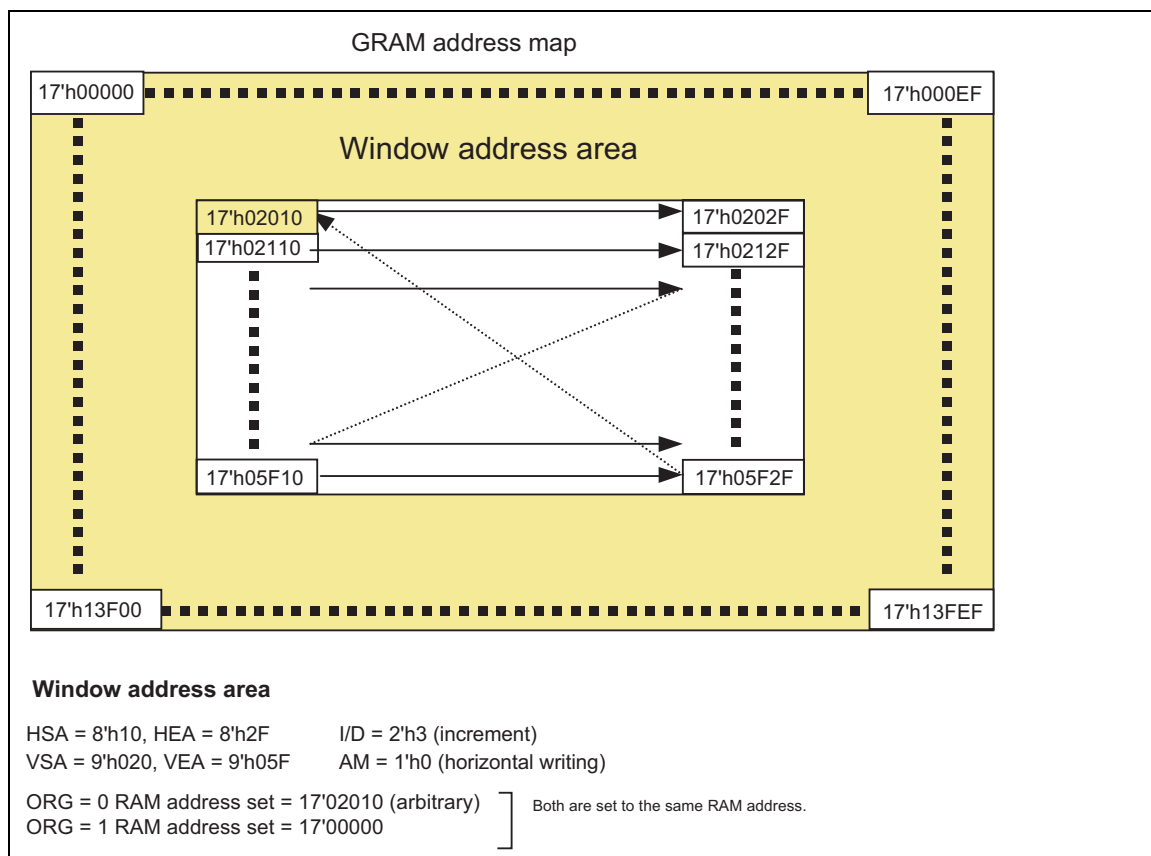 GRAM address map
17'h00000 17'h000EF
Window address area
17'h02010 17'h0202F
17'h02110 17'h0212F
17'h05F10 17'h05F2F
17'h13F00 17'h13FEF
Window address area
HSA = 8'h10, HEA = 8'h2F I/D = 2'h3 (increment)
VSA = 9'h020, VEA = 9'h05F AM = 1'h0 (horizontal writing)
ORG = 0 RAM address set = 17'02010 (arbitrary) Both are set to the same RAM address.
ORG = 1 RAM address set = 17'00000